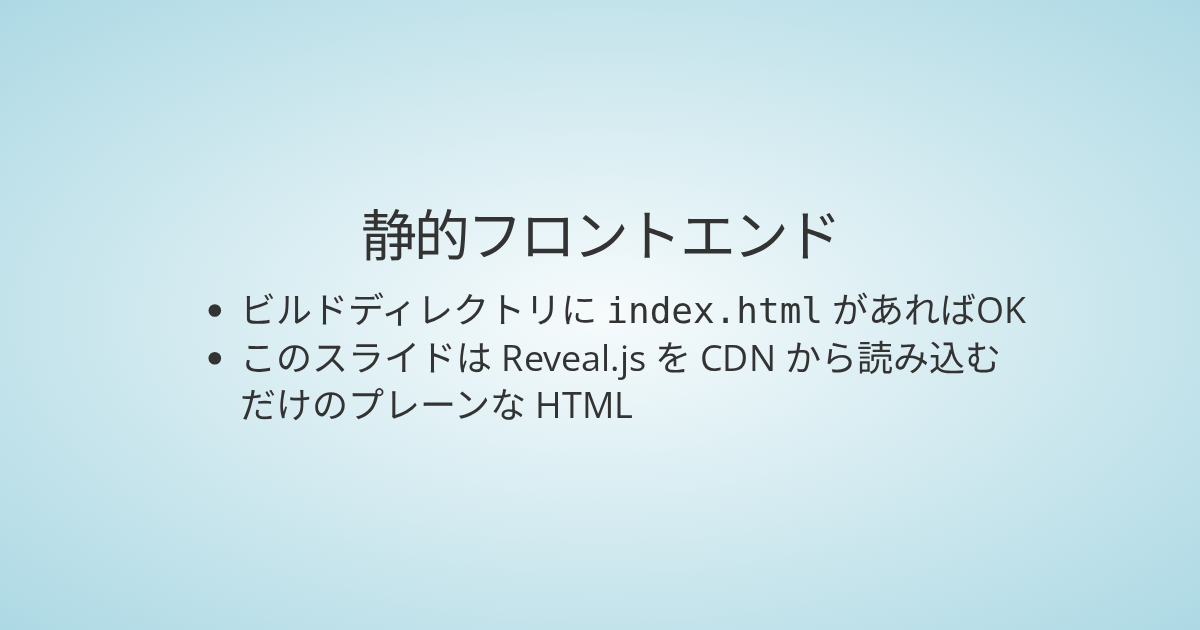 静的フロントエンド
• ビルドディレクトリに index.html があればOK
• このスライドは Reveal.js を CDN から読み込む
だけのプレーンな HTML